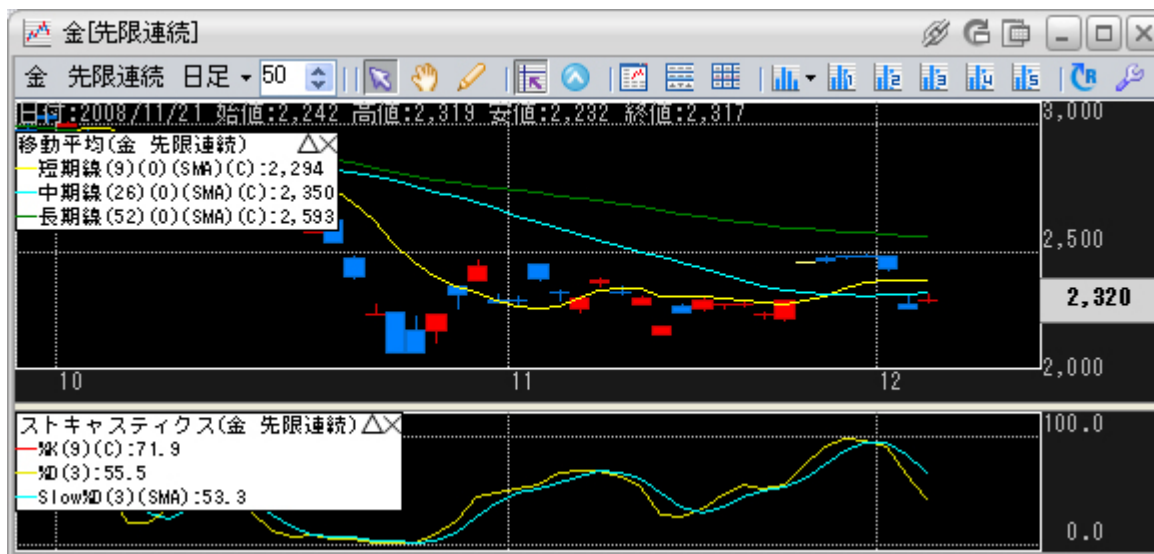 金[先限連続]
金 先限連続 日足 50
日付:2008/11/21 始値:2,242 高値:2,319 安値:2,232 終値:2,317
3,000
移動平均(金 先限連続)
短期線(9)(0)(SMA)(C):2,294
中期線(26)(0)(SMA)(C):2,350
長期線(52)(0)(SMA)(C):2,593
2,500
2,320
2,000
10 11 12
ストキャスティクス(金 先限連続)
100.0
%K(9)(C):71.9
%D(3):55.5
Slow%D(3)(SMA):53.3
0.0